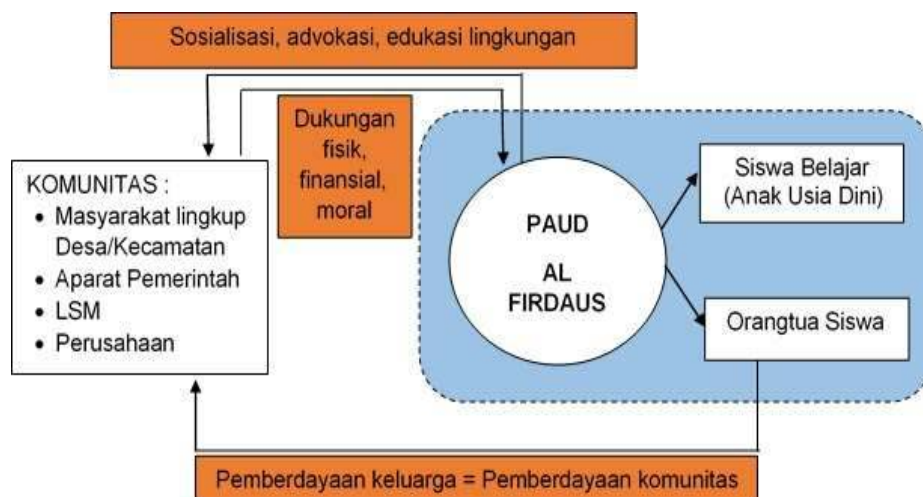 Sosialisasi, advokasi, edukasi lingkungan
Dukungan
fisik,
finansial,
moral
KOMUNITAS :
• Masyarakat lingkup
Desa/Kecamatan
• Aparat Pemerintah
• LSM
• Perusahaan
PAUD
AL
FIRDAUS
Siswa Belajar
(Anak Usia Dini)
Orangtua Siswa
Pemberdayaan keluarga = Pemberdayaan komunitas